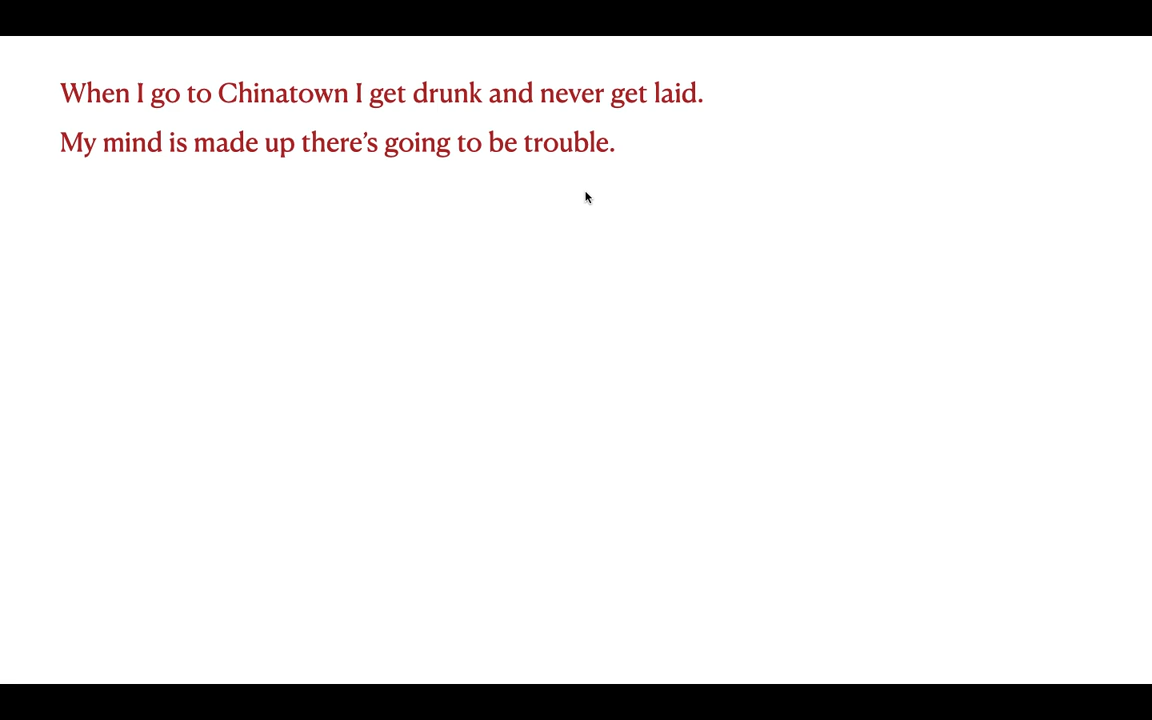 When I go to Chinatown I get drunk and never get laid.
My mind is made up there’s going to be trouble.